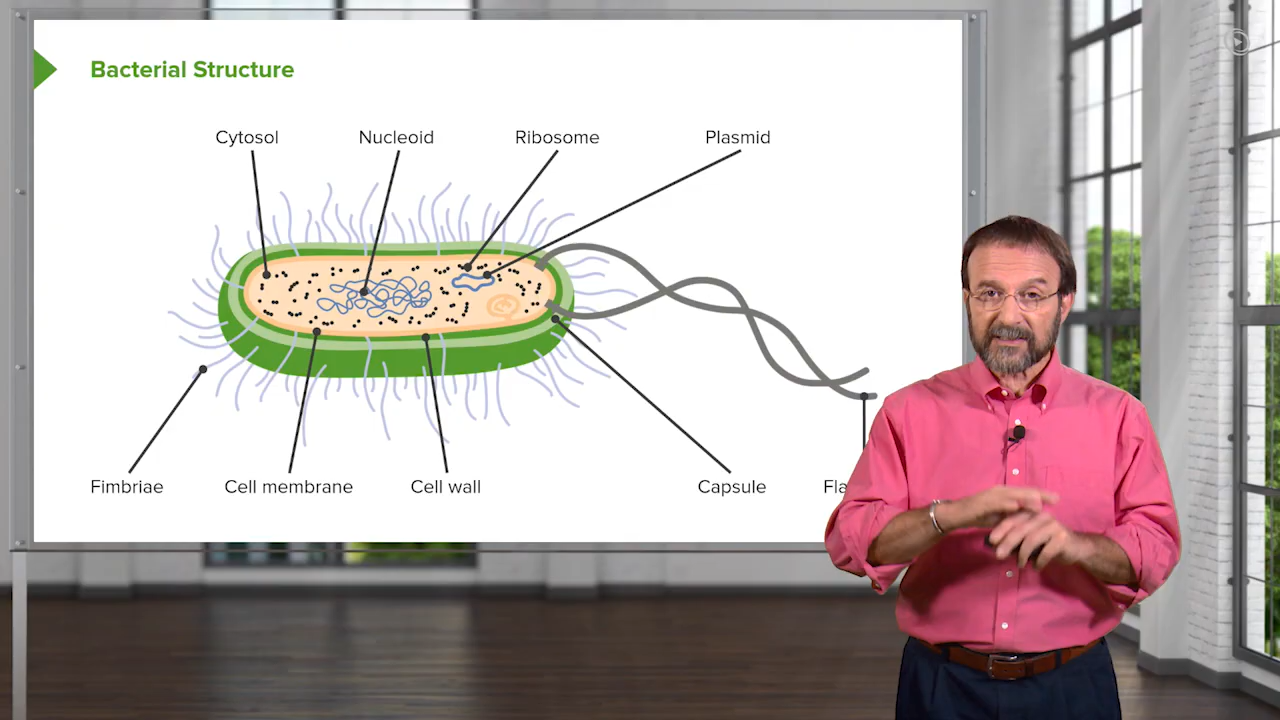 Bacterial Structure
Cytosol
Nucleoid
Ribosome
Plasmid
Fimbriae
Cell membrane
Cell wall
Capsule